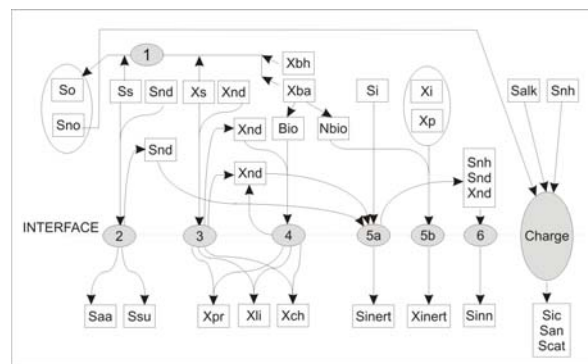 1
Xbh
So
Ss
Snd
Xs
Xnd
Xba
Si
Xi
Salk
Snh
Sno
Xnd
Bio
Nbio
Xp
Snd
Xnd
Snh
Snd
Xnd
INTERFACE
2
3
4
5a
5b
6
Charge
Saa
Ssu
Xpr
Xli
Xch
Sinert
Xinert
Sinn
Sic
San
Scat